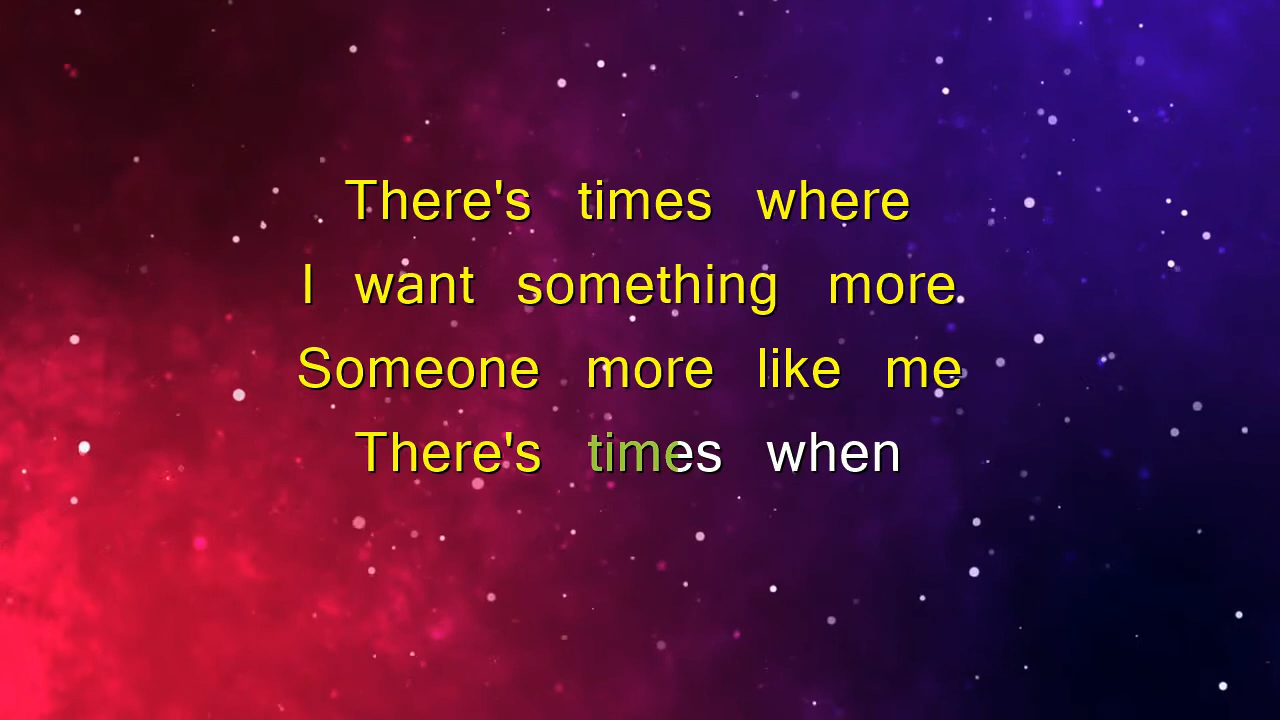 There's times where
I want something more
Someone more like me
There's times when